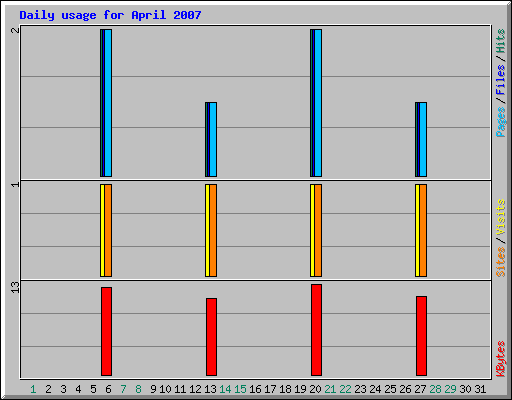 Daily usage for April 2007
2
1
13
Pages / Files / Hits
Sites / Visits
KBytes
1 2 3 4 5 6 7 8 9 10 11 12 13 14 15 16 17 18 19 20 21 22 23 24 25 26 27 28 29 30 31